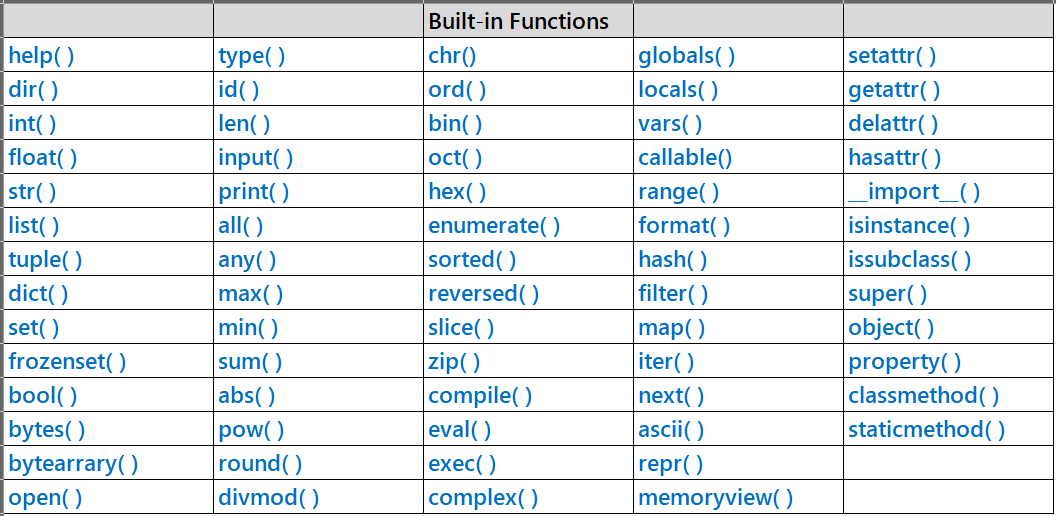 Built-in Functions
help( ) type( ) chr() globals( ) setattr( )
dir( ) id( ) ord( ) locals( ) getattr( )
int( ) len( ) bin( ) vars( ) delattr( )
float( ) input( ) oct( ) callable() hasattr( )
str( ) print( ) hex( ) range( ) __import__( )
list( ) all( ) enumerate( ) format( ) isinstance( )
tuple( ) any( ) sorted( ) hash( ) issubclass( )
dict( ) max( ) reversed( ) filter( ) super( )
set( ) min( ) slice( ) map( ) object( )
frozenset( ) sum( ) zip( ) iter( ) property( )
bool( ) abs( ) compile( ) next( ) classmethod( )
bytes( ) pow( ) eval( ) ascii( ) staticmethod( )
bytearrary( ) round( ) exec( ) repr( )
open( ) divmod( ) complex( ) memoryview( )